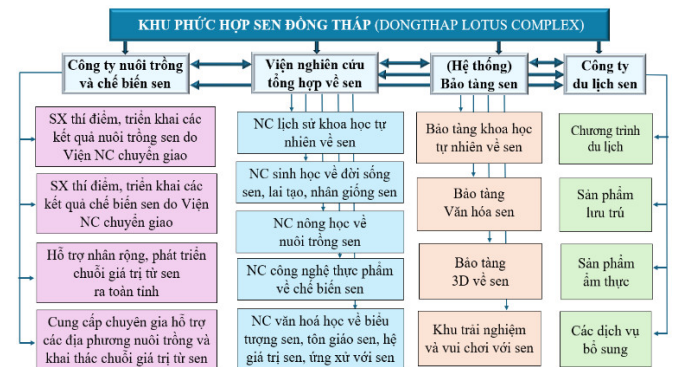 KHU PHỨC HỢP SEN ĐỒNG THÁP (DONGTHAP LOTUS COMPLEX)
Công ty nuôi trồng
và chế biến sen
Viện nghiên cứu
tổng hợp về sen
(Hệ thống)
Bảo tàng sen
Công ty
du lịch sen
SX thí điểm, triển khai các
kết quả nuôi trồng sen do
Viện NC chuyển giao
SX thí điểm, triển khai các
kết quả chế biến sen do Viện
NC chuyển giao
Hỗ trợ nhân rộng, phát triển
chuỗi giá trị từ sen
ra toàn tỉnh
Cung cấp chuyên gia hỗ trợ
các địa phương nuôi trồng và
khai thác chuỗi giá trị từ sen
NC lịch sử khoa học tự
nhiên về sen
NC sinh học về đời sống
sen, lai tạo, nhân giống sen
NC nông học về
nuôi trồng sen
NC công nghệ thực phẩm
về chế biến sen
NC văn hoá học về biểu
tượng sen, tôn giáo sen, hệ
giá trị sen, ứng xử với sen
Bảo tàng khoa học
tự nhiên về sen
Bảo tàng
Văn hóa sen
Bảo tàng
3D về sen
Khu trải nghiệm
và vui chơi với sen
Chương trình
du lịch
Sản phẩm
lưu trú
Sản phẩm
ẩm thực
Các dịch vụ
bổ sung